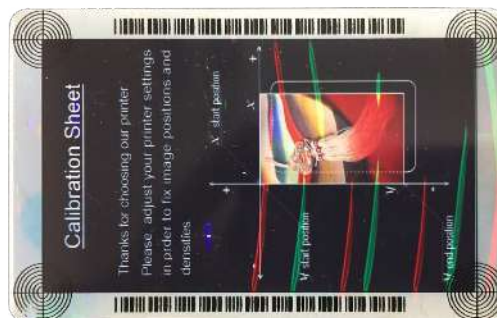 Calibration Sheet
Thanks for choosing our printer
Please, adjust your printer settings
in prder to fix image positions and
densities
X start position
X
Y
Y start position
Y end position